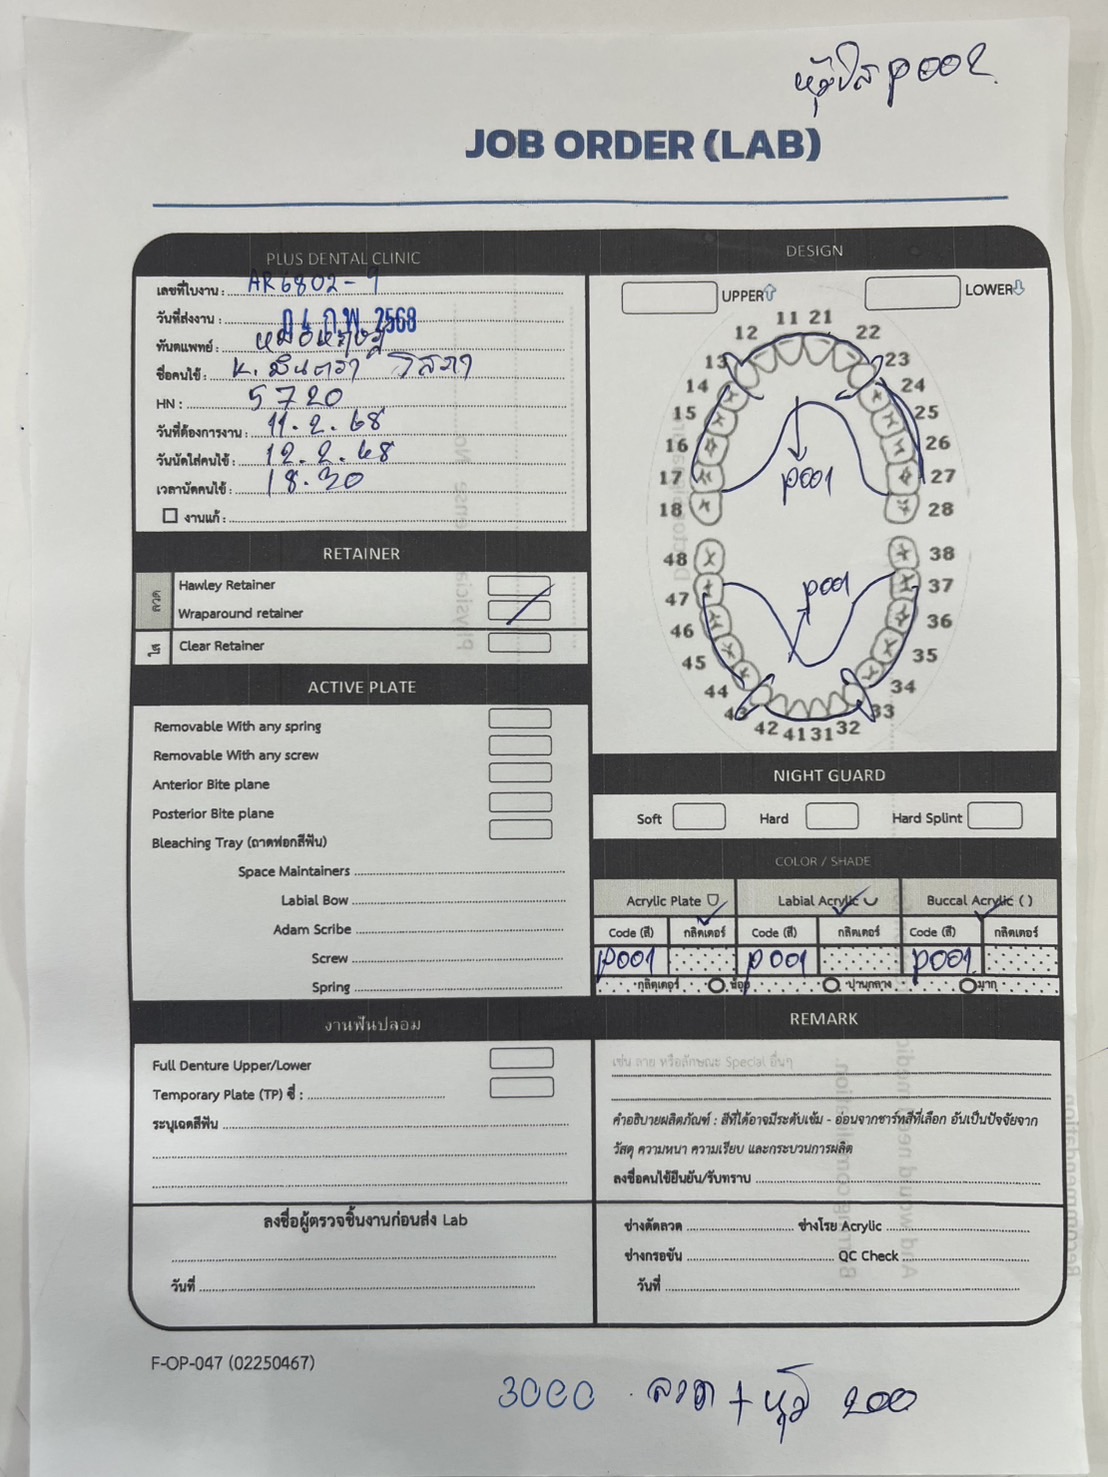 หุ้มใส P001
JOB ORDER (LAB)
PLUS DENTAL CLINIC
เลขที่ใบงาน : AR6802-9
วันที่ส่งงาน : 0 4 ก.พ. 2568
ทันตแพทย์ :
ชื่อคนไข้ : K.
HN : 5720
วันที่ต้องการงาน : 11.2.68
วันนัดใส่คนไข้ : 12.2.68
เวลานัดคนไข้ : 18.30
งานแก้ :
RETAINER
ลวด
Hawley Retainer
Wraparound retainer
ใส
Clear Retainer
ACTIVE PLATE
Removable With any spring
Removable With any screw
Anterior Bite plane
Posterior Bite plane
Bleaching Tray (ถาดฟอกสีฟัน)
Space Maintainers
Labial Bow
Adam Scribe
Screw
Spring
งานฟันปลอม
Full Denture Upper/Lower
Temporary Plate (TP) ซี่ :
ระบุเฉดสีฟัน
ลงชื่อผู้ตรวจชิ้นงานก่อนส่ง Lab
วันที่
DESIGN
UPPER LOWER
11 21
12 22
13 23
14 24
15 25
16 26
17 P001 27
18 28
48 38
47 P001 37
46 36
45 35
44 34
43 33
42 41 31 32
NIGHT GUARD
Soft Hard Hard Splint
COLOR / SHADE
Acrylic Plate Labial Acrylic Buccal Acrylic ( )
Code (สี) กลิตเตอร์ Code (สี) กลิตเตอร์ Code (สี) กลิตเตอร์
P001 P001 P001
กลิตเตอร์ น้อย ปานกลาง มาก
REMARK
เช่น ลาย หรือลักษณะ Special อื่นๆ
คำอธิบายผลิตภัณฑ์ : สีที่ได้อาจมีระดับเข้ม - อ่อนจากชาร์ทสีที่เลือก อันเป็นปัจจัยจาก
วัสดุ ความหนา ความเรียบ และกระบวนการผลิต
ลงชื่อคนไข้ยืนยัน/รับทราบ
ช่างดัดลวด ช่างโรย Acrylic
ช่างกรอขัน QC Check
วันที่
F-OP-047 (02250467)
3000 ลวด + หุ้ม 200